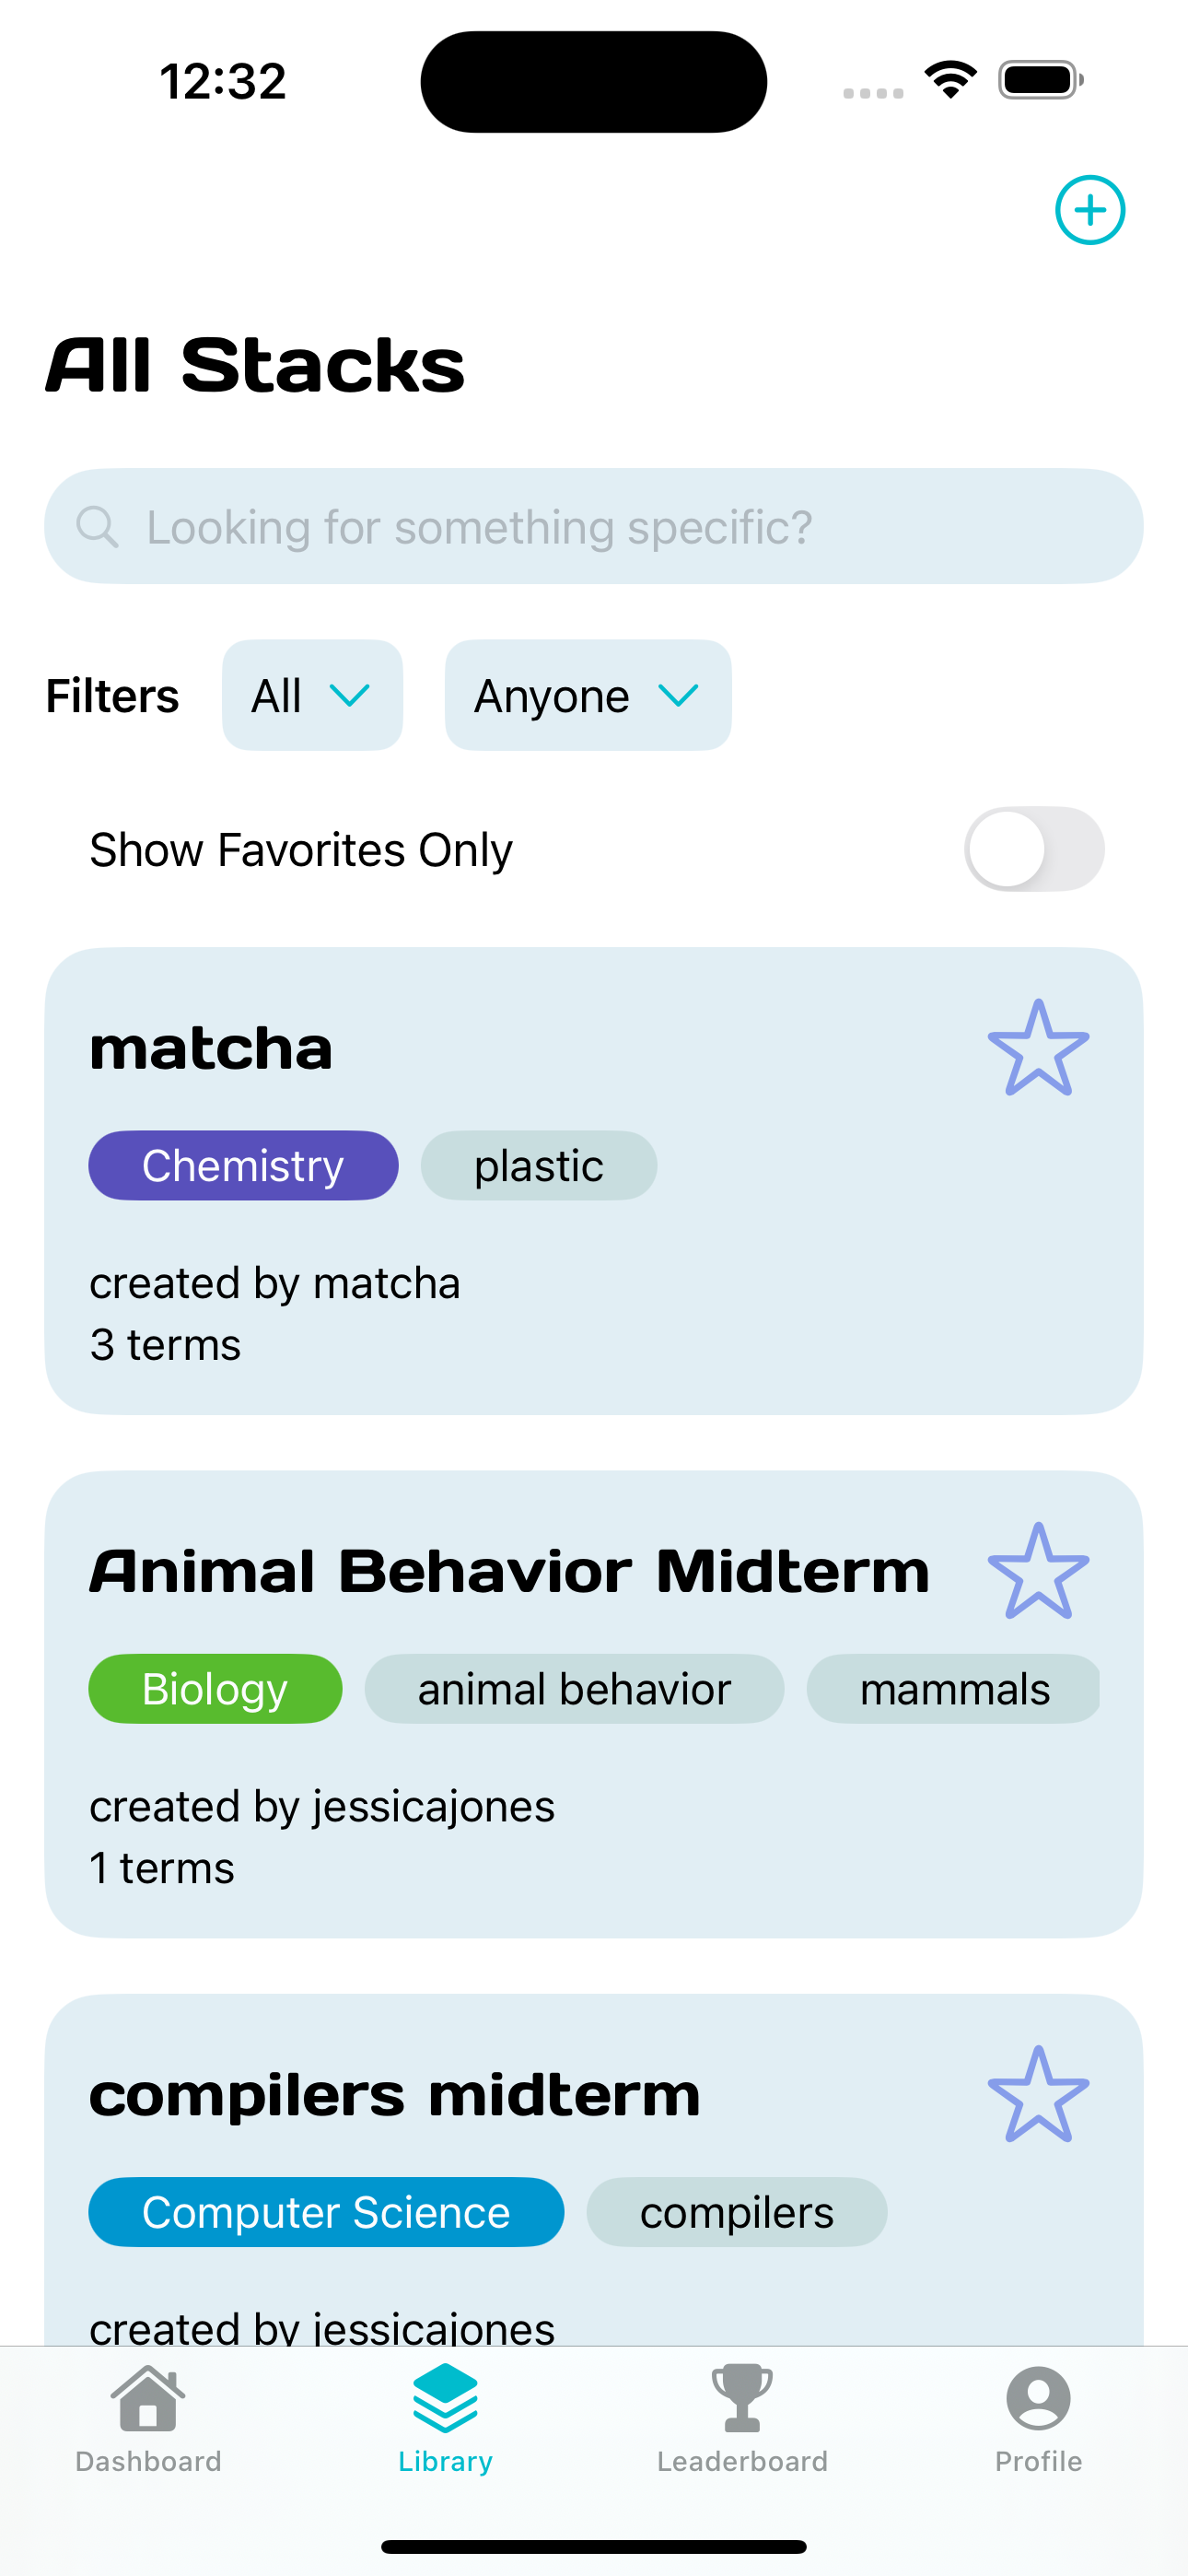 12:32
All Stacks
Looking for something specific?
Filters All Anyone
Show Favorites Only
matcha
Chemistry plastic
created by matcha
3 terms
Animal Behavior Midterm
Biology animal behavior mammals
created by jessicajones
1 terms
compilers midterm
Computer Science compilers
created by jessicajones
Dashboard Library Leaderboard Profile